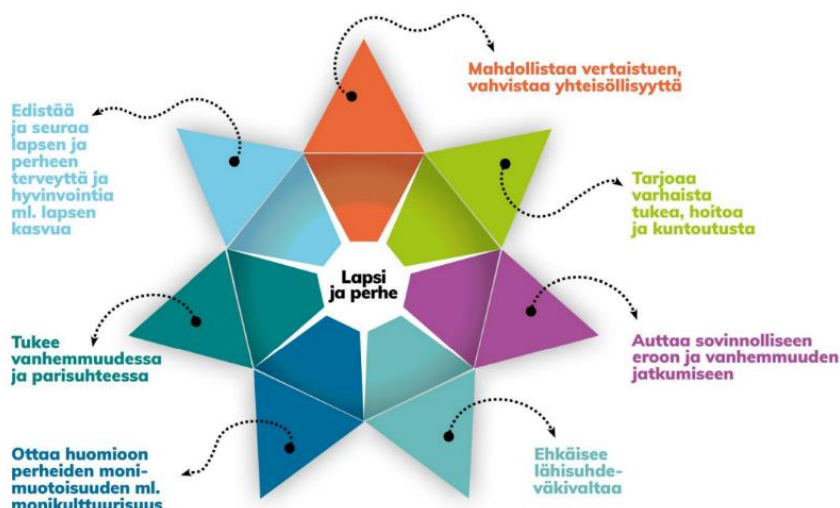 Mahdollistaa vertaistuen,
vahvistaa yhteisöllisyyttä
Edistää
ja seuraa
lapsen ja
perheen
terveyttä ja
hyvinvointia
ml. lapsen
kasvua
Tarjoaa
varhaista
tukea, hoitoa
ja kuntoutusta
Lapsi
ja perhe
Tukee
vanhemmuudessa
ja parisuhteessa
Auttaa sovinnolliseen
eroon ja vanhemmuuden
jatkumiseen
Ottaa huomioon
perheiden moni-
muotoisuuden ml.
monikulttuurisuus
Ehkäisee
lähisuhde-
väkivaltaa